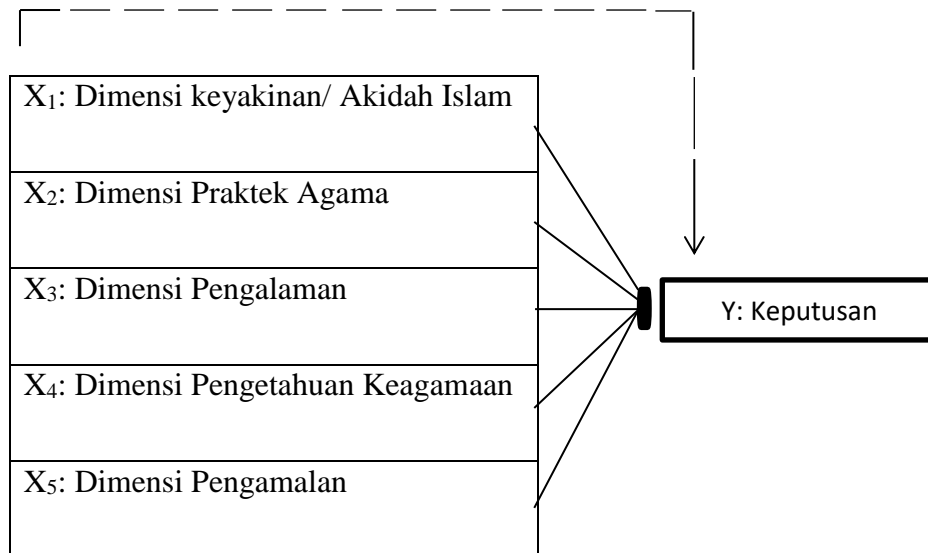 X₁: Dimensi keyakinan/ Akidah Islam
X₂: Dimensi Praktek Agama
X₃: Dimensi Pengalaman
X₄: Dimensi Pengetahuan Keagamaan
X₅: Dimensi Pengamalan
Y: Keputusan